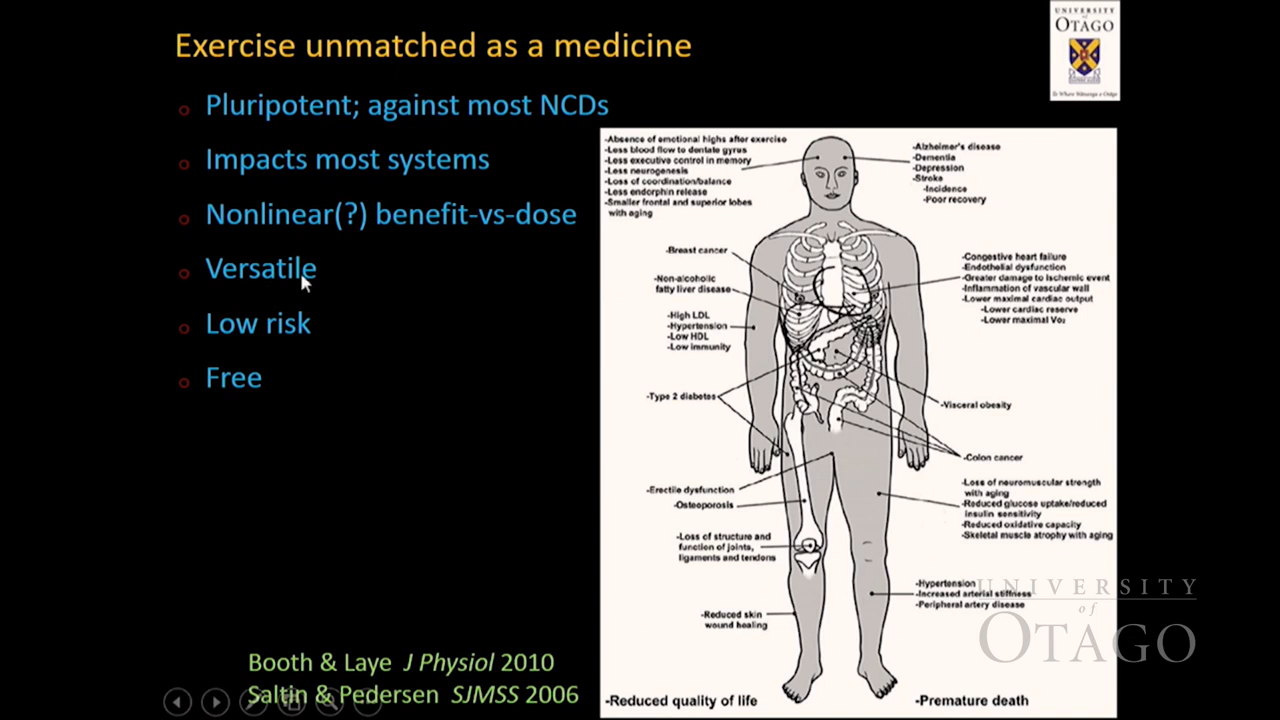 Exercise unmatched as a medicine
UNIVERSITY
of
OTAGO
Te Whare Wānanga o Otāgo
Pluripotent; against most NCDs
Impacts most systems
Nonlinear(?) benefit-vs-dose
Versatile
Low risk
Free
-Absence of emotional highs after exercise
-Less blood flow to dentate gyrus
-Less executive control in memory
-Less neurogenesis
-Loss of coordination/balance
-Less endorphin release
-Smaller frontal and superior lobes
with aging
-Alzheimer's disease
-Dementia
-Depression
-Stroke
-Incidence
-Poor recovery
-Breast cancer
-Non-alcoholic
fatty liver disease
-High LDL
-Hypertension
-Low HDL
-Low immunity
-Congestive heart failure
-Endothelial dysfunction
-Greater damage to ischemic event
-Inflammation of vascular wall
-Lower maximal cardiac output
-Lower cardiac reserve
-Lower maximal Vo₂
-Type 2 diabetes
-Visceral obesity
-Colon cancer
-Erectile dysfunction
-Osteoporosis
-Loss of neuromuscular strength
with aging
-Reduced glucose uptake/reduced
insulin sensitivity
-Reduced oxidative capacity
-Skeletal muscle atrophy with aging
-Loss of structure and
function of joints,
ligaments and tendons
-Hypertension
-Increased arterial stiffness
-Peripheral artery disease
-Reduced skin
wound healing
-Reduced quality of life
-Premature death
Booth & Laye J Physiol 2010
Saltin & Pedersen SJMSS 2006
UNIVERSITY
of
OTAGO